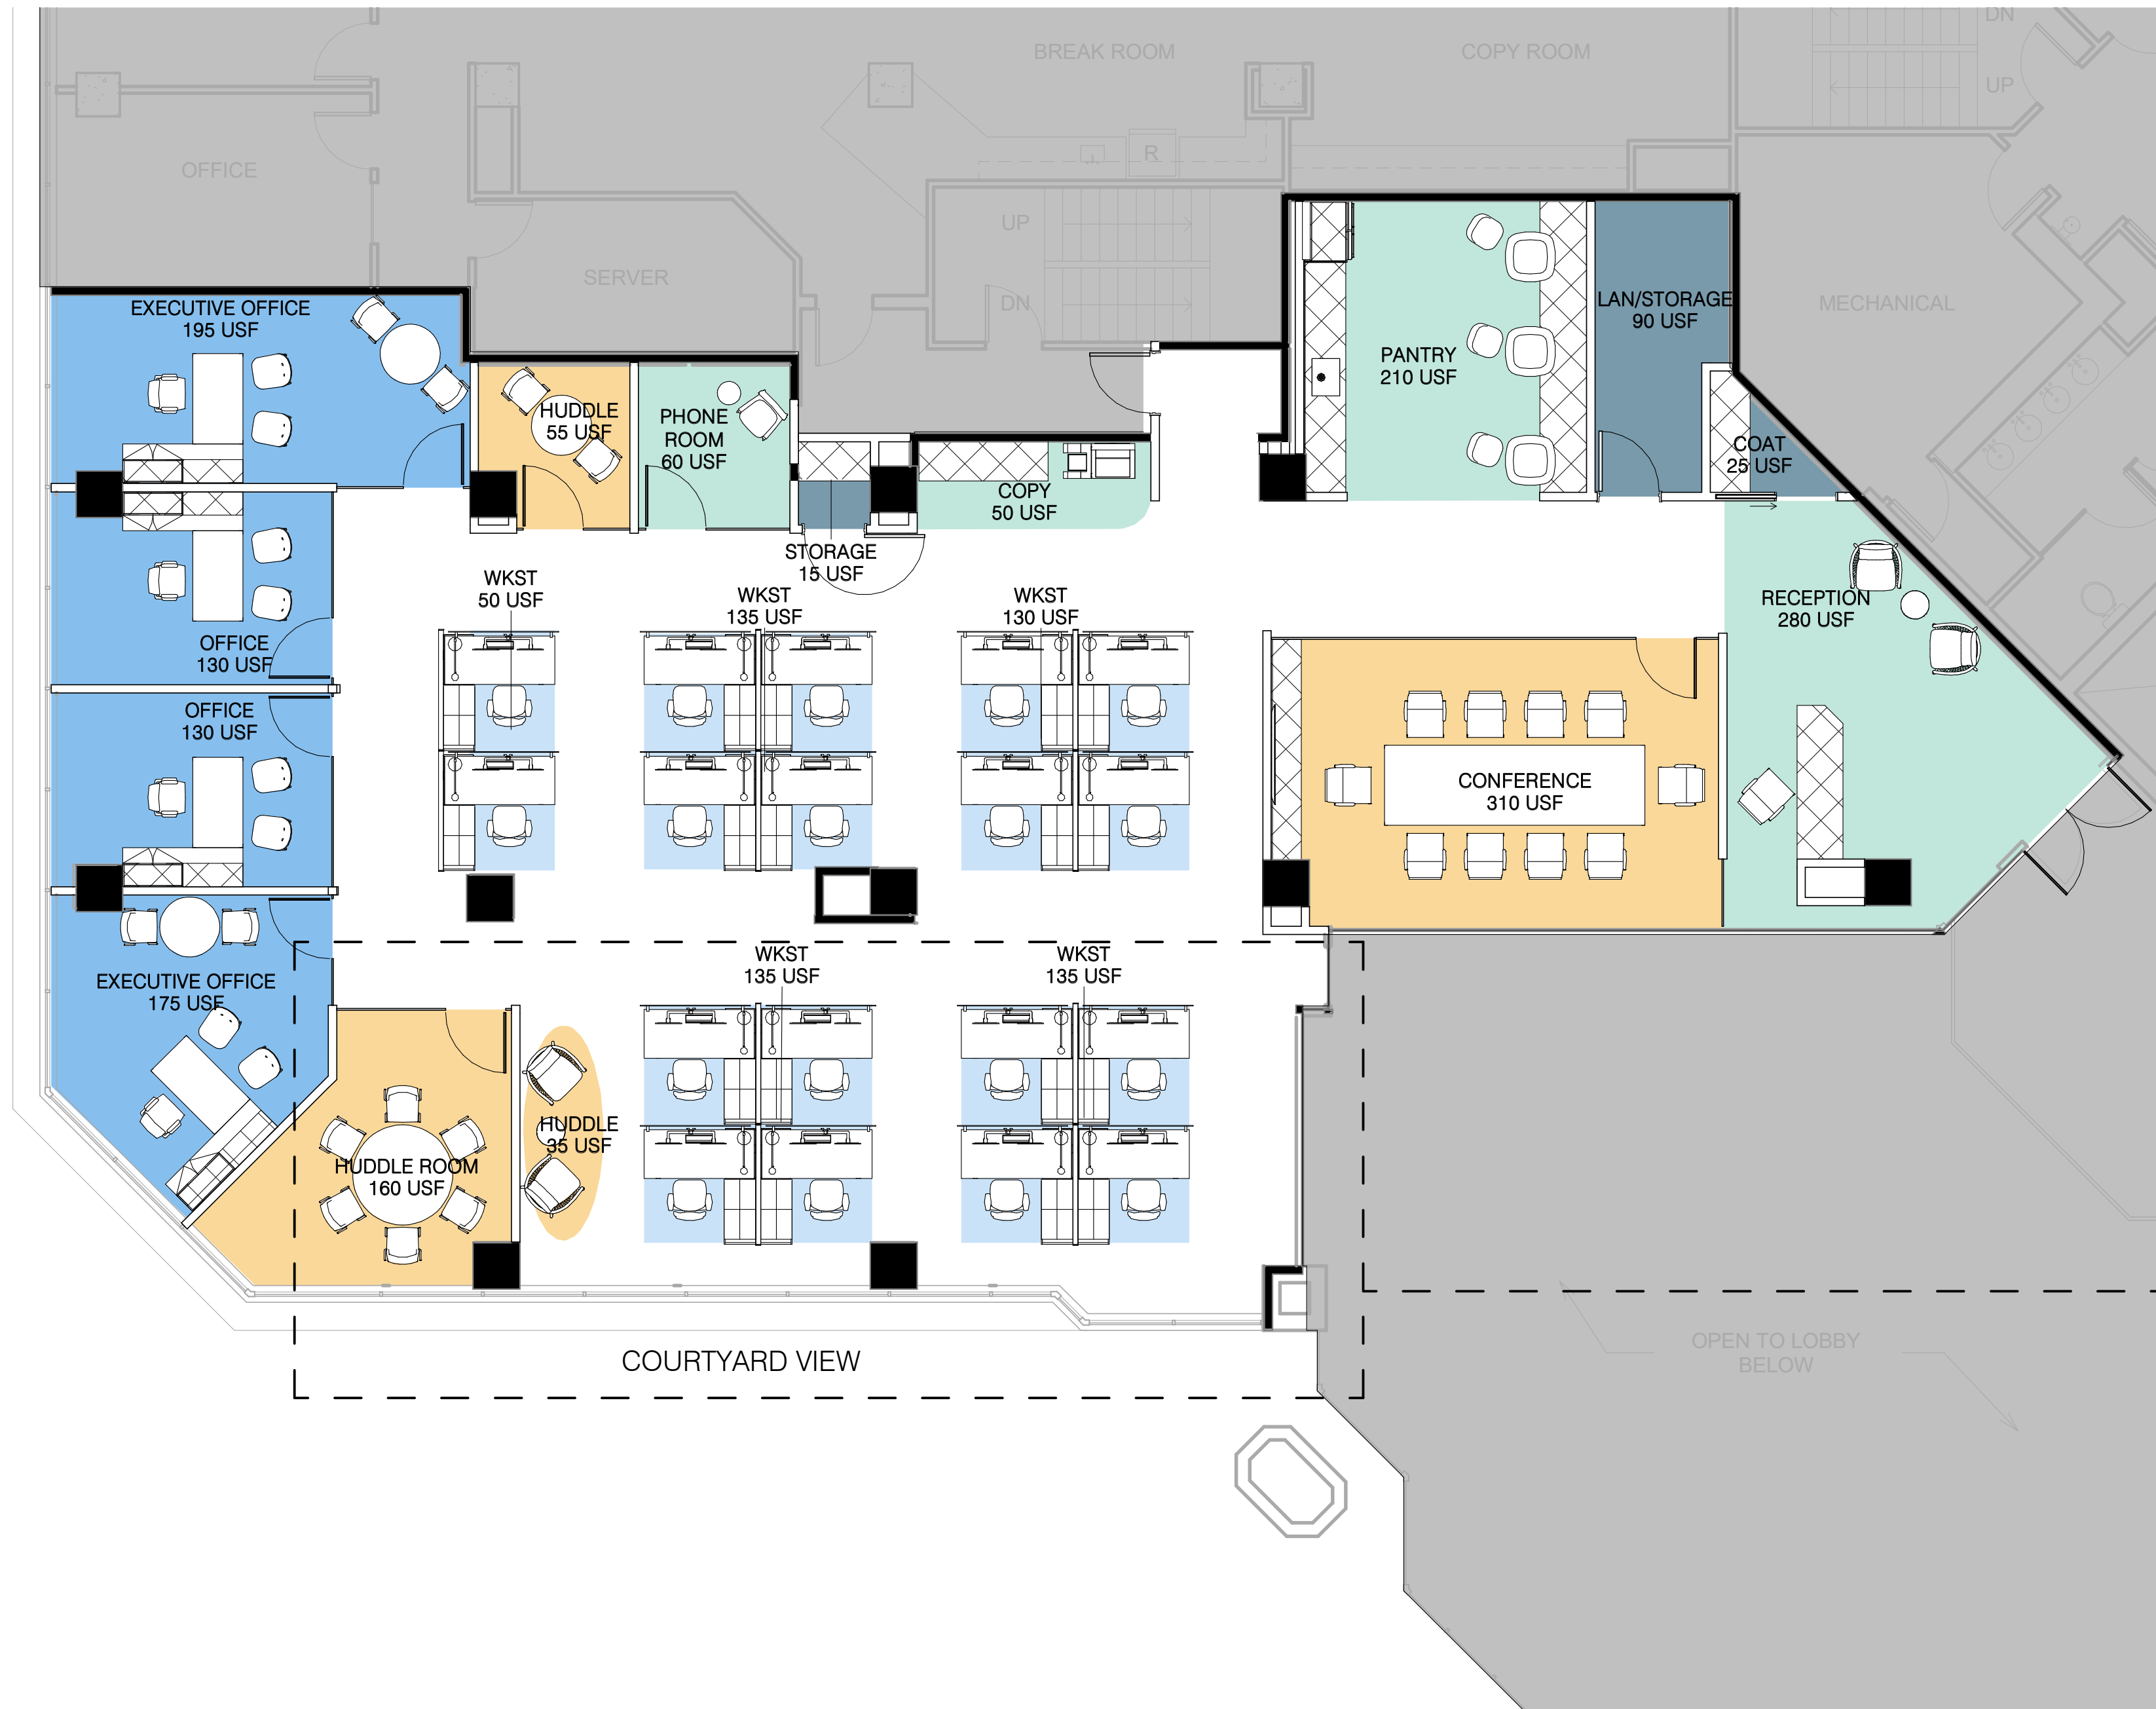 DN
BREAK ROOM
COPY ROOM
UP
R
OFFICE
UP
SERVER
DN
MECHANICAL
EXECUTIVE OFFICE
195 USF
LAN/STORAGE
90 USF
PANTRY
210 USF
HUDDLE
55 USF
PHONE
ROOM
60 USF
COAT
25 USF
COPY
50 USF
STORAGE
15 USF
WKST
50 USF
WKST
135 USF
WKST
130 USF
RECEPTION
280 USF
OFFICE
130 USF
OFFICE
130 USF
CONFERENCE
310 USF
WKST
135 USF
WKST
135 USF
EXECUTIVE OFFICE
175 USF
HUDDLE
35 USF
HUDDLE ROOM
160 USF
OPEN TO LOBBY
BELOW
COURTYARD VIEW